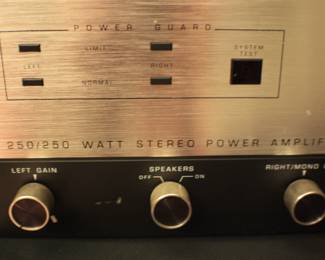 POWER GUARD
LIMIT
SYSTEM
TEST
LEFT
RIGHT
NORMAL
250/250 WATT STEREO POWER AMPLIF
LEFT GAIN
SPEAKERS
RIGHT/MONO
OFF
ON